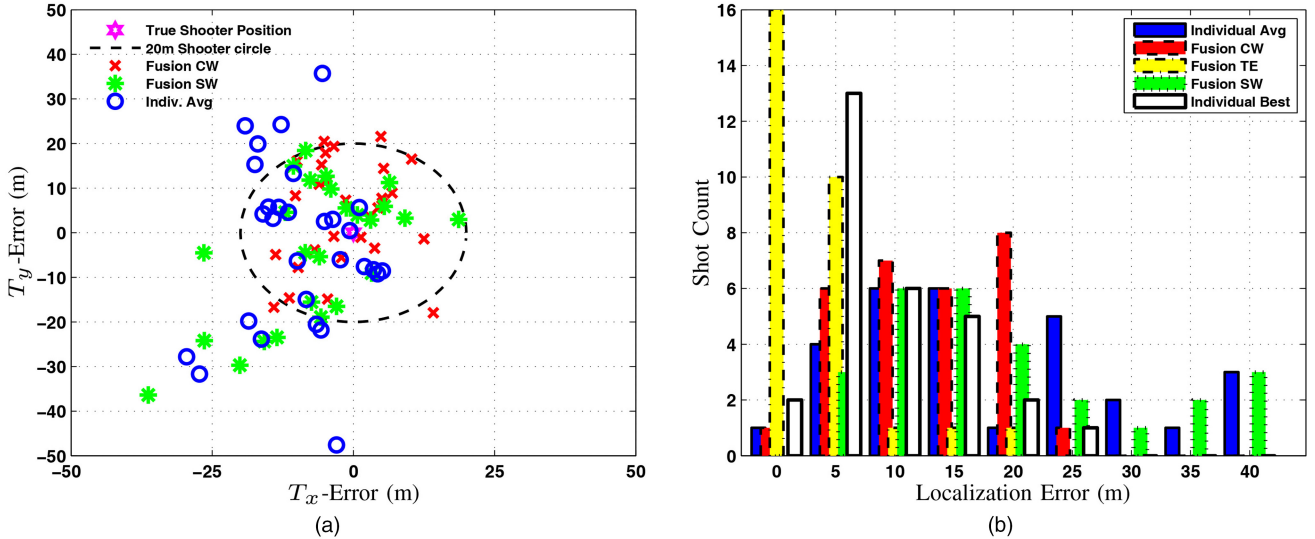 50
40
30
20
10
0
−10
−20
−30
−40
−50
−50
−25
0
25
50
Ty-Error (m)
Tx-Error (m)
True Shooter Position
20m Shooter circle
Fusion CW
Fusion SW
Indiv. Avg
(a)
16
14
12
10
8
6
4
2
0
0
5
10
15
20
25
30
35
40
Shot Count
Localization Error (m)
Individual Avg
Fusion CW
Fusion TE
Fusion SW
Individual Best
(b)